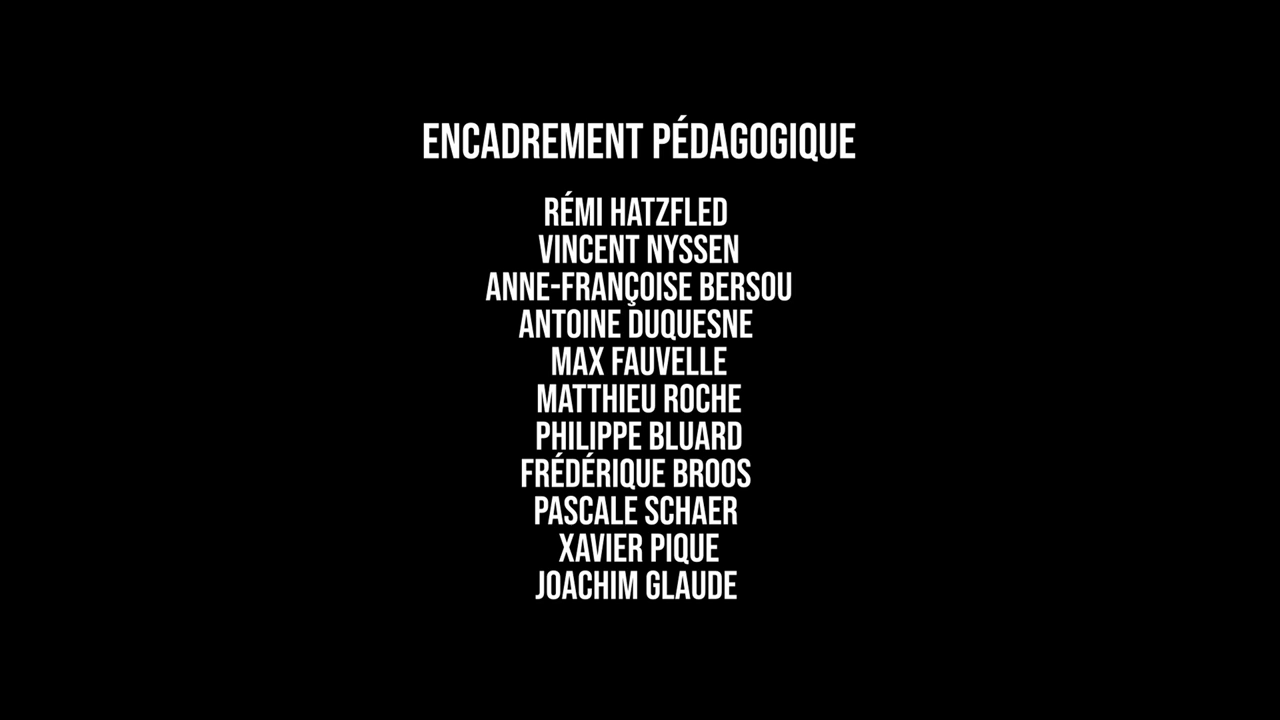 ENCADREMENT PÉDAGOGIQUE
RÉMI HATZFLED
VINCENT NYSSEN
ANNE-FRANÇOISE BERSOU
ANTOINE DUQUESNE
MAX FAUVELLE
MATTHIEU ROCHE
PHILIPPE BLUARD
FRÉDÉRIQUE BROOS
PASCALE SCHAER
XAVIER PIQUE
JOACHIM GLAUDE